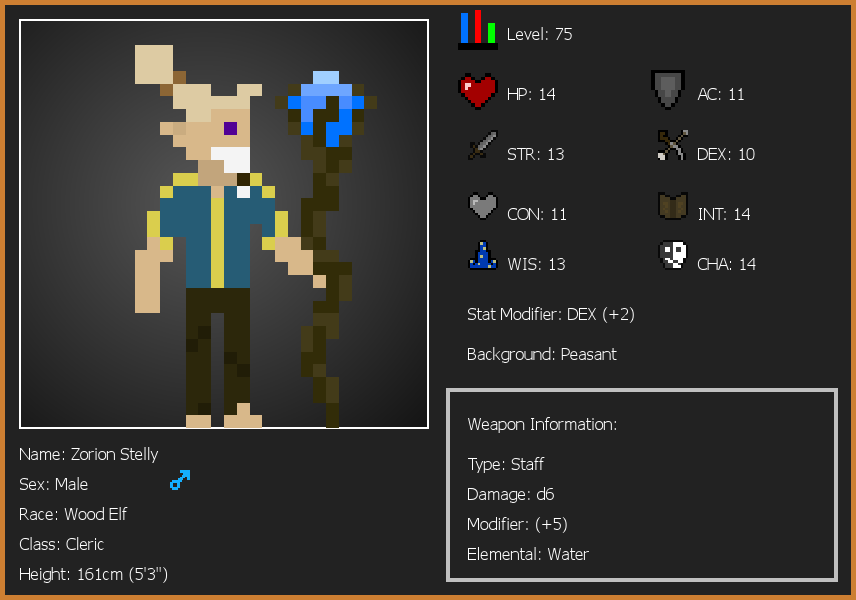 Level: 75
HP: 14
AC: 11
STR: 13
DEX: 10
CON: 11
INT: 14
WIS: 13
CHA: 14
Stat Modifier: DEX (+2)
Background: Peasant
Weapon Information:
Type: Staff
Damage: d6
Modifier: (+5)
Elemental: Water
Name: Zorion Stelly
Sex: Male
Race: Wood Elf
Class: Cleric
Height: 161cm (5'3")